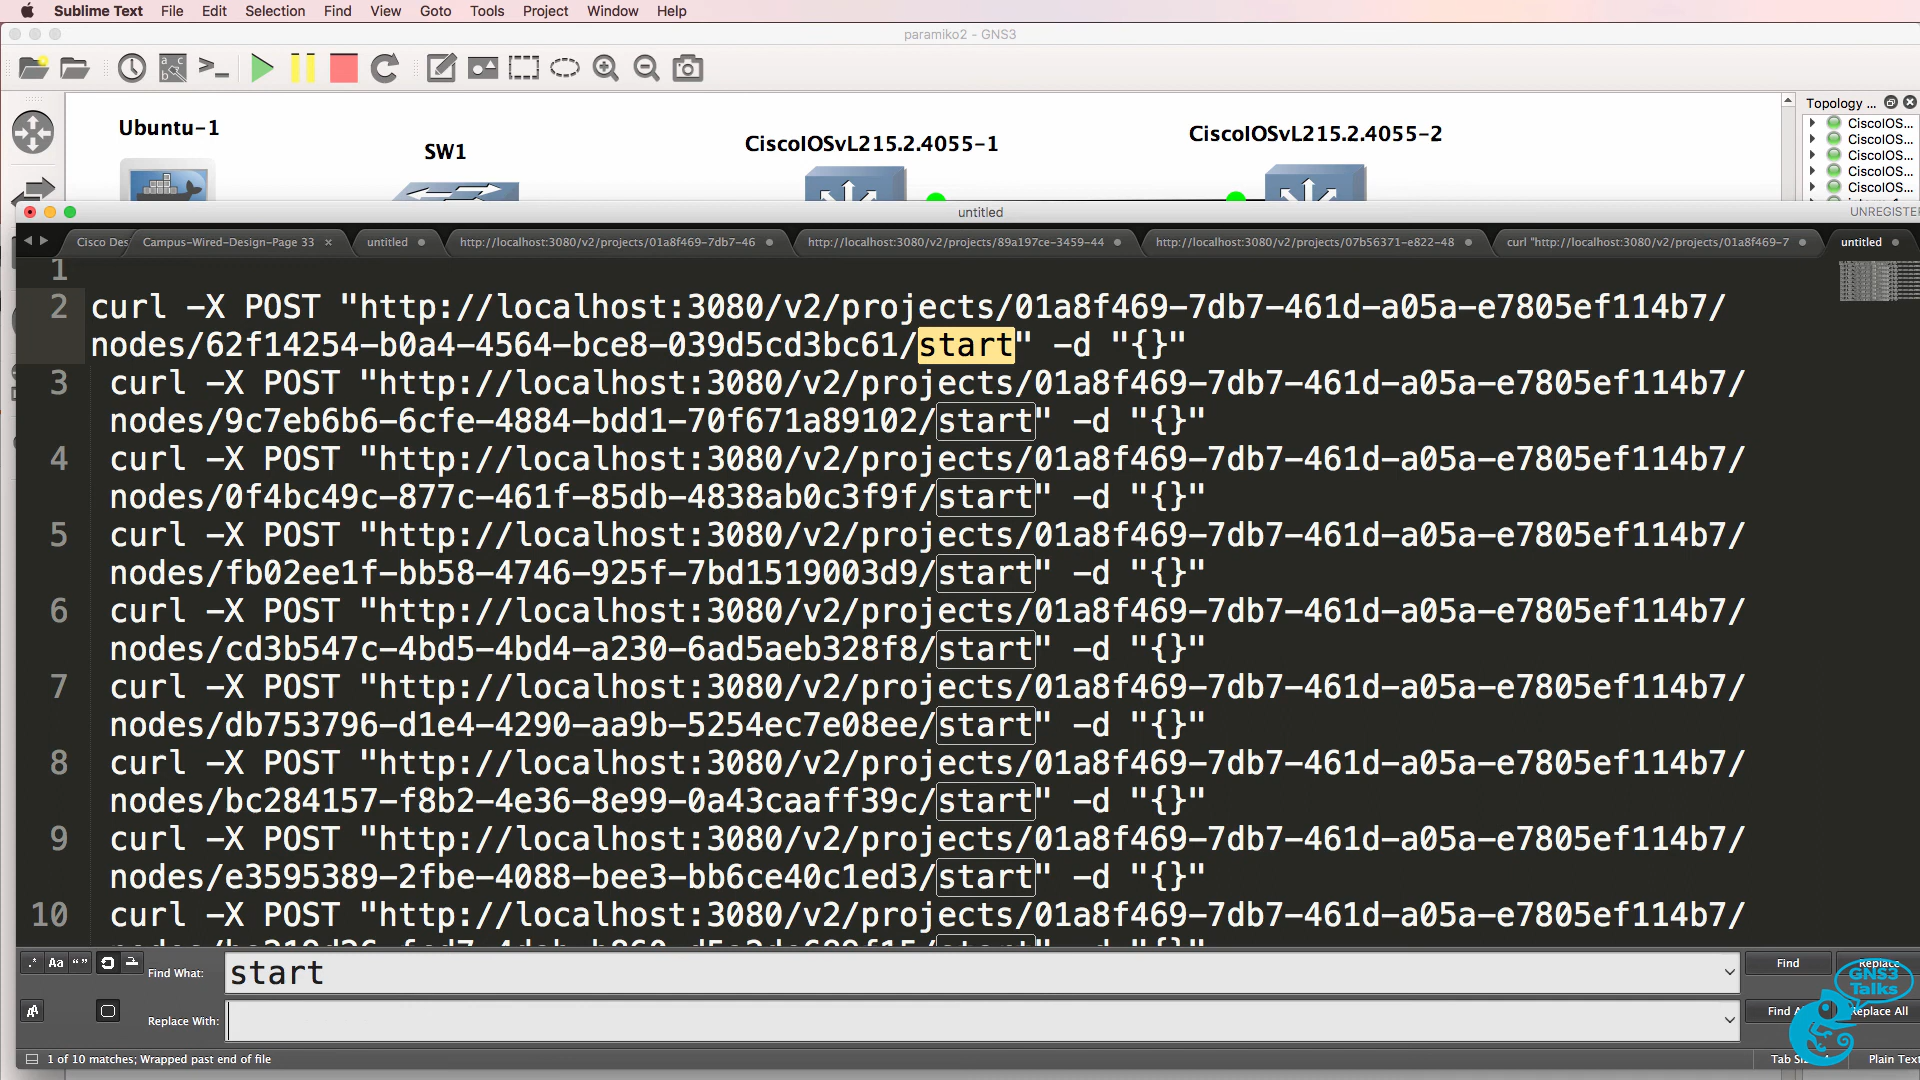 Sublime Text File Edit Selection Find View Goto Tools Project Window Help
paramiko2 - GNS3
Topology ...
Ubuntu-1
SW1
CiscoIOSvL215.2.4055-1
CiscoIOSvL215.2.4055-2
CiscoIOS...
CiscoIOS...
CiscoIOS...
CiscoIOS...
CiscoIOS...
untitled
UNREGISTE
Cisco Des
Campus-Wired-Design-Page 33 ×
untitled
http://localhost:3080/v2/projects/01a8f469-7db7-46
http://localhost:3080/v2/projects/89a197ce-3459-44
http://localhost:3080/v2/projects/07b56371-e822-48
curl "http://localhost:3080/v2/projects/01a8f469-7
untitled
1
2 curl -X POST "http://localhost:3080/v2/projects/01a8f469-7db7-461d-a05a-e7805ef114b7/
nodes/62f14254-b0a4-4564-bce8-039d5cd3bc61/start" -d "{}"
3 curl -X POST "http://localhost:3080/v2/projects/01a8f469-7db7-461d-a05a-e7805ef114b7/
nodes/9c7eb6b6-6cfe-4884-bdd1-70f671a89102/start" -d "{}"
4 curl -X POST "http://localhost:3080/v2/projects/01a8f469-7db7-461d-a05a-e7805ef114b7/
nodes/0f4bc49c-877c-461f-85db-4838ab0c3f9f/start" -d "{}"
5 curl -X POST "http://localhost:3080/v2/projects/01a8f469-7db7-461d-a05a-e7805ef114b7/
nodes/fb02ee1f-bb58-4746-925f-7bd1519003d9/start" -d "{}"
6 curl -X POST "http://localhost:3080/v2/projects/01a8f469-7db7-461d-a05a-e7805ef114b7/
nodes/cd3b547c-4bd5-4bd4-a230-6ad5aeb328f8/start" -d "{}"
7 curl -X POST "http://localhost:3080/v2/projects/01a8f469-7db7-461d-a05a-e7805ef114b7/
nodes/db753796-d1e4-4290-aa9b-5254ec7e08ee/start" -d "{}"
8 curl -X POST "http://localhost:3080/v2/projects/01a8f469-7db7-461d-a05a-e7805ef114b7/
nodes/bc284157-f8b2-4e36-8e99-0a43caaff39c/start" -d "{}"
9 curl -X POST "http://localhost:3080/v2/projects/01a8f469-7db7-461d-a05a-e7805ef114b7/
nodes/e3595389-2fbe-4088-bee3-bb6ce40c1ed3/start" -d "{}"
10 curl -X POST "http://localhost:3080/v2/projects/01a8f469-7db7-461d-a05a-e7805ef114b7/
.* Aa “” Find What: start Find Replace
GNS3
Talks
Replace With: Find A Replace All
1 of 10 matches; Wrapped past end of file
Plain Text